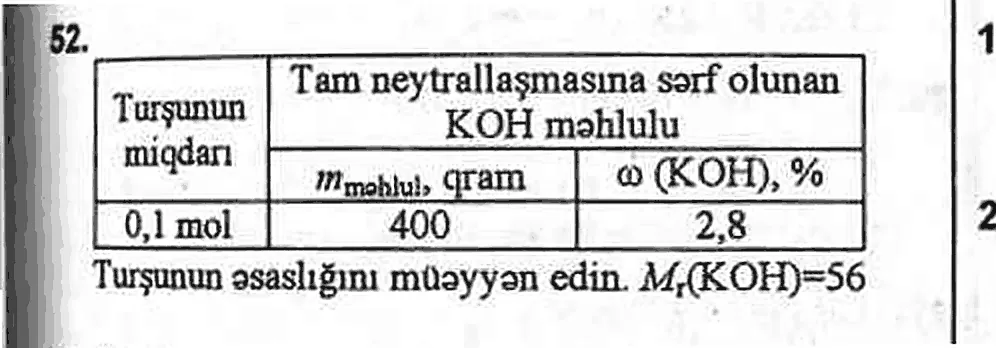 52.
Turşunun miqdarı
Tam neytrallaşmasına sərf olunan
KOH məhlulu
m məhlul, qram
ω (KOH), %
0,1 mol
400
2,8
Turşunun əsaslığını müəyyən edin. Mᵣ(KOH)=56
1
2